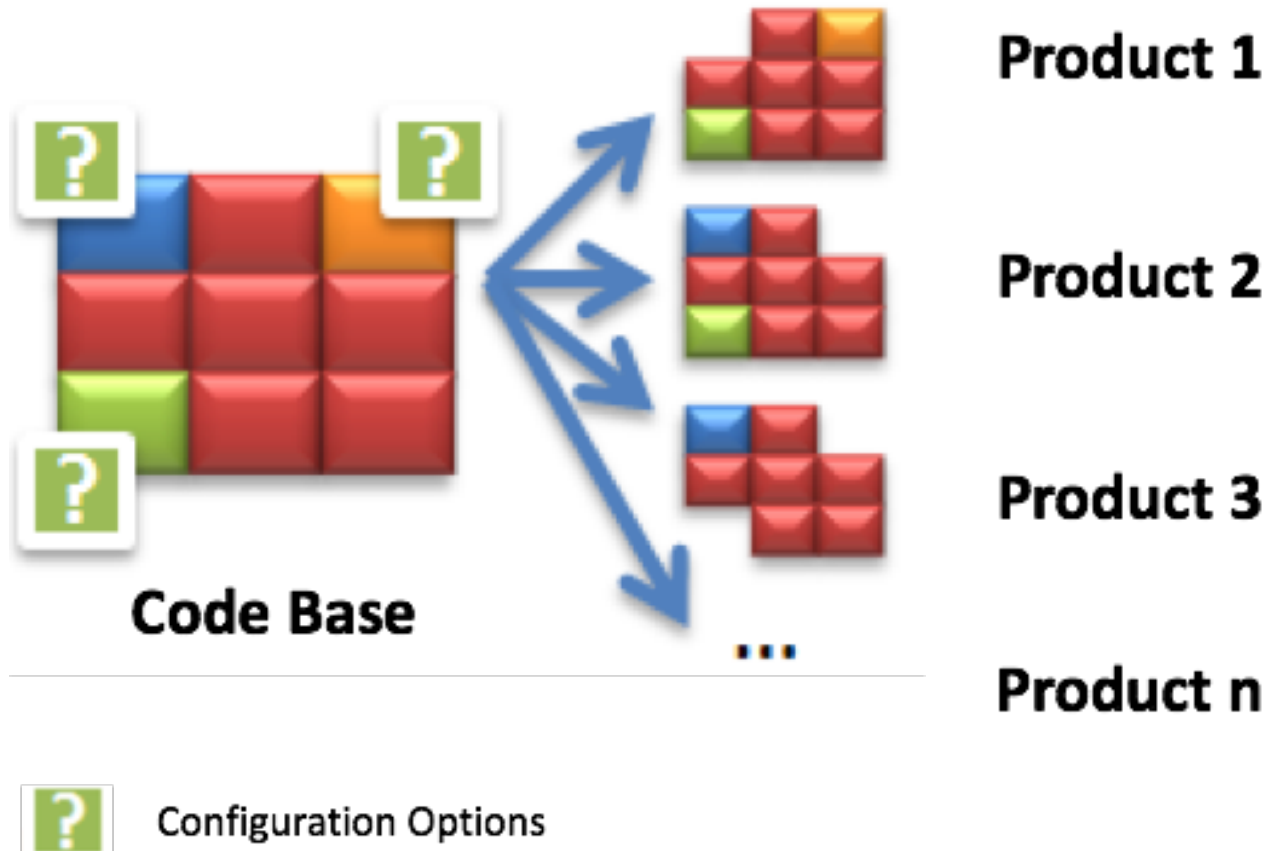 Product 1
?
?
Product 2
?
Product 3
Code Base
...
Product n
?
Configuration Options